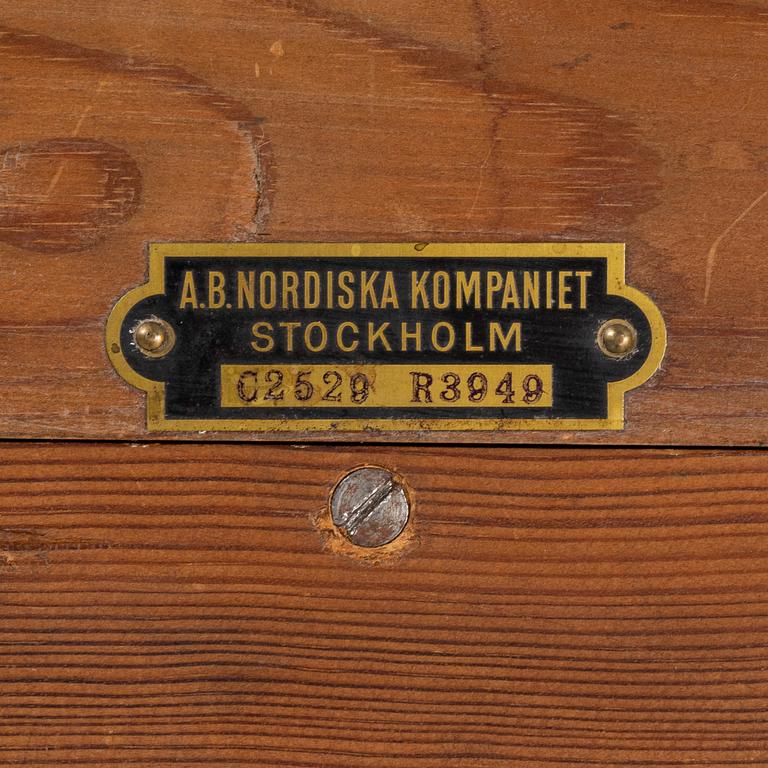 A.B. NORDISKA KOMPANIET
STOCKHOLM
C2529 R3949